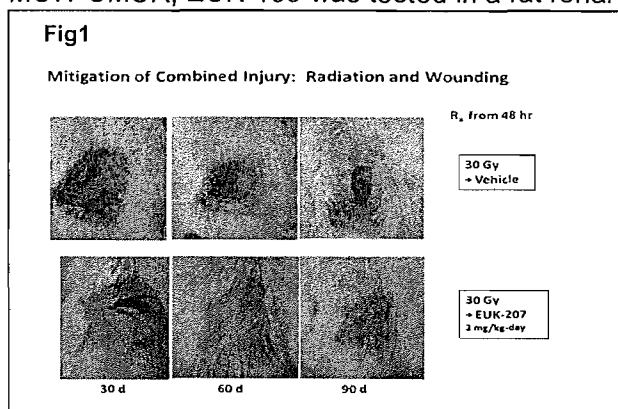 Fig1
Mitigation of Combined Injury: Radiation and Wounding
Rx from 48 hr
30 Gy
+ Vehicle
30 Gy
+ EUK-207
3 mg/kg-day
30 d 60 d 90 d